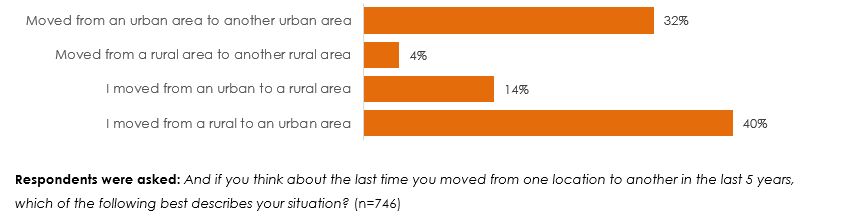 Moved from an urban area to another urban area 32%
Moved from a rural area to another rural area 4%
I moved from an urban to a rural area 14%
I moved from a rural to an urban area 40%
Respondents were asked: And if you think about the last time you moved from one location to another in the last 5 years,
which of the following best describes your situation? (n=746)